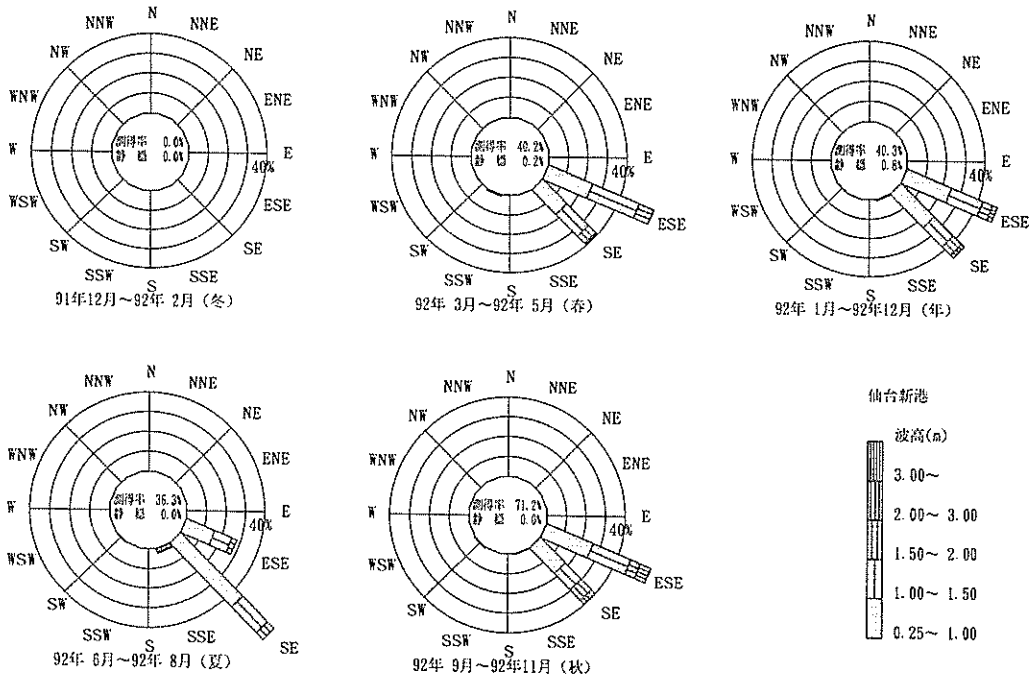 N
NNW NNE
NW NE
WNW ENE
W 測得率 0.0% E
静穏 0.0% 40%
WSW ESE
SW SE
SSW SSE
S
91年12月～92年 2月（冬）
N
NNW NNE
NW NE
WNW ENE
W 測得率 40.2% E
静穏 0.2% 40%
WSW ESE
SW SE
SSW SSE
S
92年 3月～92年 5月（春）
N
NNW NNE
NW NE
WNW ENE
W 測得率 40.3% E
静穏 40%
WSW ESE
SW SE
SSW SSE
S
92年 1月～92年12月（年）
N
NNW NNE
NW NE
WNW ENE
W 測得率 36.3% E
静穏 0.0% 40%
WSW ESE
SW SE
SSW SSE
S
92年 6月～92年 8月（夏）
N
NNW NNE
NW NE
WNW ENE
W 測得率 71.2% E
静穏 40%
WSW ESE
SW SE
SSW SSE
S
92年 9月～92年11月（秋）
仙台新港
波高(m)
3.00～
2.00～ 3.00
1.50～ 2.00
1.00～ 1.50
0.25～ 1.00